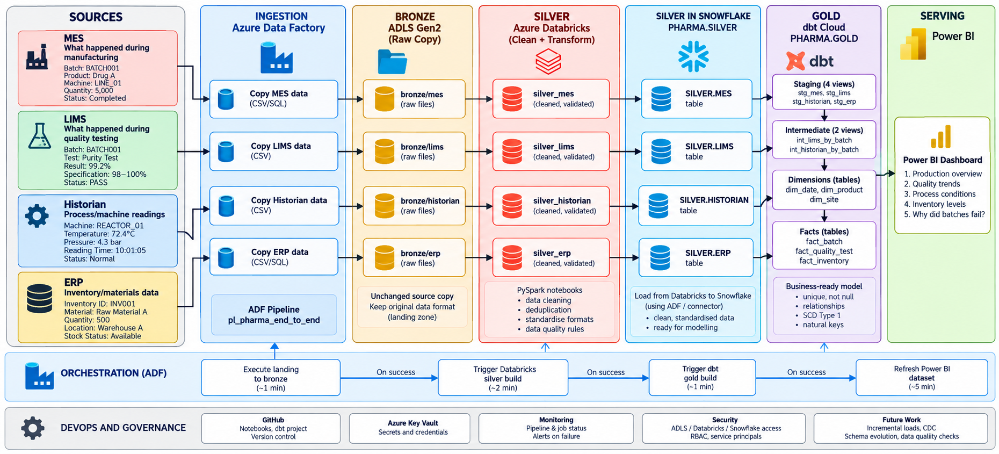 SOURCES
MES
What happened during
manufacturing
Batch: BATCH001
Product: Drug A
Machine: LINE_01
Quantity: 5,000
Status: Completed
LIMS
What happened during
quality testing
Batch: BATCH001
Test: Purity Test
Result: 99.2%
Specification: 98–100%
Status: PASS
Historian
Process/machine readings
Machine: REACTOR_01
Temperature: 72.4°C
Pressure: 4.3 bar
Reading Time: 10:01:05
Status: Normal
ERP
Inventory/materials data
Inventory ID: INV001
Material: Raw Material A
Quantity: 500
Location: Warehouse A
Stock Status: Available
INGESTION
Azure Data Factory
Copy MES data
(CSV/SQL)
Copy LIMS data
(CSV)
Copy Historian data
(CSV)
Copy ERP data
(CSV/SQL)
ADF Pipeline
pl_pharma_end_to_end
BRONZE
ADLS Gen2
(Raw Copy)
bronze/mes
(raw files)
bronze/lims
(raw files)
bronze/historian
(raw files)
bronze/erp
(raw files)
Unchanged source copy
Keep original data format
(landing zone)
SILVER
Azure Databricks
(Clean + Transform)
silver_mes
(cleaned, validated)
silver_lims
(cleaned, validated)
silver_historian
(cleaned, validated)
silver_erp
(cleaned, validated)
PySpark notebooks
• data cleaning
• deduplication
• standardise formats
• data quality rules
SILVER IN SNOWFLAKE
PHARMA.SILVER
SILVER.MES
table
SILVER.LIMS
table
SILVER.HISTORIAN
table
SILVER.ERP
table
Load from Databricks to Snowflake
(using ADF / connector)
• clean, standardised data
• ready for modelling
GOLD
dbt Cloud
PHARMA.GOLD
dbt
Staging (4 views)
stg_mes, stg_lims
stg_historian, stg_erp
Intermediate (2 views)
int_lims_by_batch
int_historian_by_batch
Dimensions (tables)
dim_date, dim_product
dim_site
Facts (tables)
fact_batch
fact_quality_test
fact_inventory
Business-ready model
• unique, not null
• relationships
• SCD Type 1
• natural keys
SERVING
Power BI
Power BI Dashboard
1. Production overview
2. Quality trends
3. Process conditions
4. Inventory levels
5. Why did batches fail?
ORCHESTRATION (ADF)
Execute landing
to bronze
(~1 min)
On success
Trigger Databricks
silver build
(~2 min)
On success
Trigger dbt
gold build
(~1 min)
On success
Refresh Power BI
dataset
(~5 min)
DEVOPS AND GOVERNANCE
GitHub
Notebooks, dbt project
Version control
Azure Key Vault
Secrets and credentials
Monitoring
Pipeline & job status
Alerts on failure
Security
ADLS / Databricks / Snowflake access
RBAC, service principals
Future Work
Incremental loads, CDC
Schema evolution, data qualiity checks